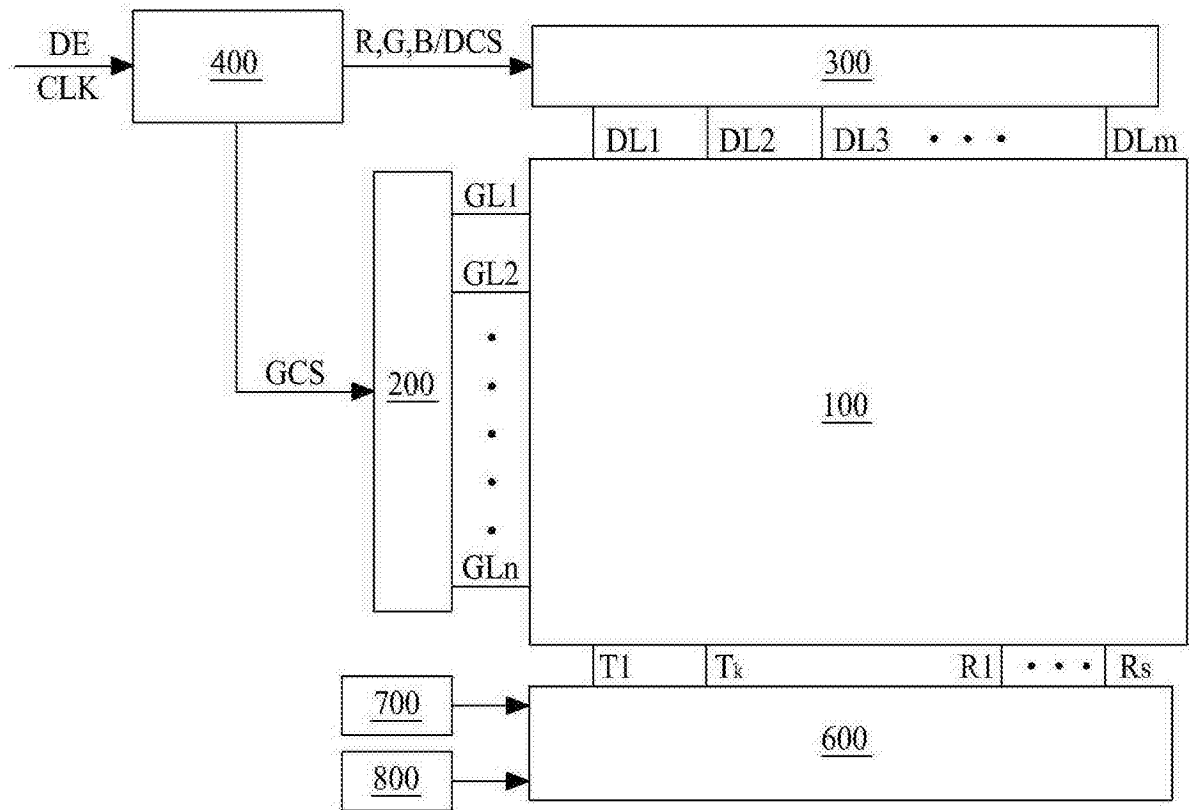 DE
CLK
400
R,G,B/DCS
300
DL1 DL2 DL3 • • • DLm
GL1
GL2
GCS
200
100
GLn
T1 Tk R1 • • • Rs
700
600
800